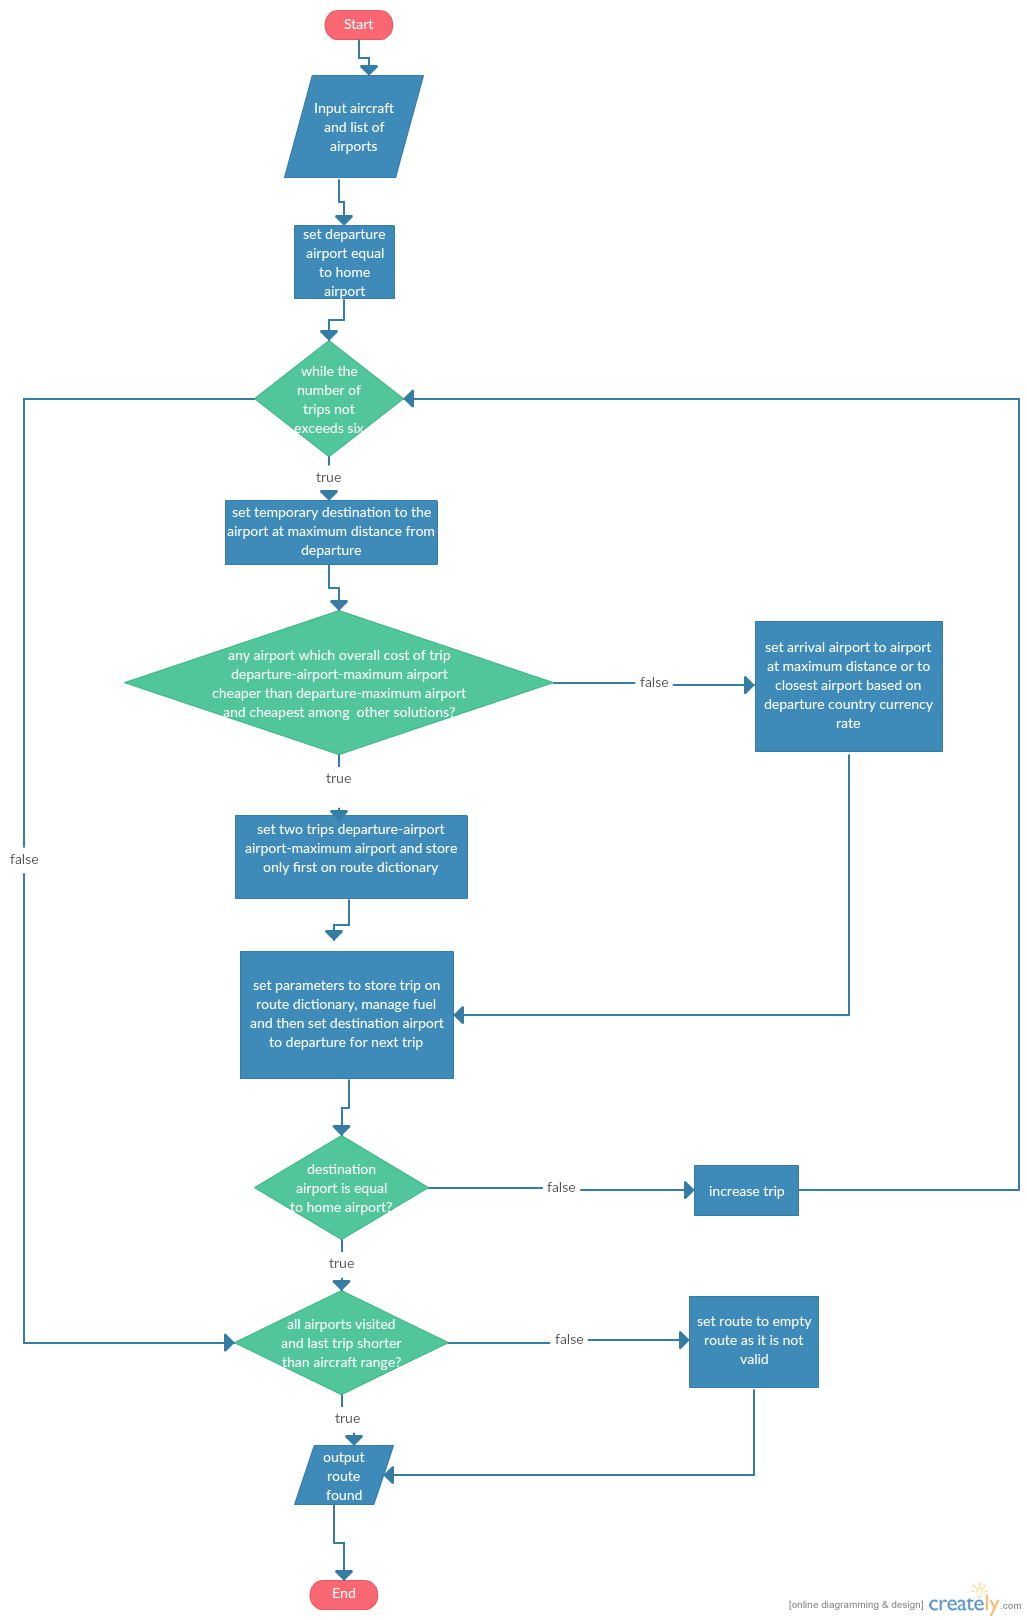 Start
Input aircraft
and list of
airports
set departure
airport equal
to home
airport
while the
number of
trips not
exceeds six
true
set temporary destination to the
airport at maximum distance from
departure
any airport which overall cost of trip
departure-airport-maximum airport
cheaper than departure-maximum airport
and cheapest among other solutions?
false
set arrival airport to airport
at maximum distance or to
closest airport based on
departure country currency
rate
true
set two trips departure-airport
airport-maximum airport and store
only first on route dictionary
false
set parameters to store trip on
route dictionary, manage fuel
and then set destination airport
to departure for next trip
destination
airport is equal
to home airport?
false
increase trip
true
all airports visited
and last trip shorter
than aircraft range?
false
set route to empty
route as it is not
valid
true
output
route
found
End
[online diagramming & design] creately.com